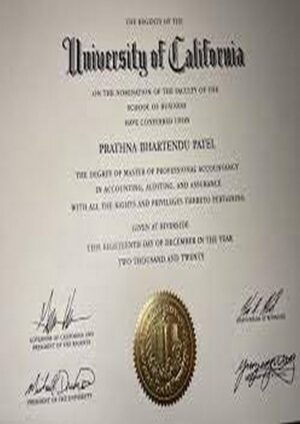 THE REGENTS OF THE
University of California
ON THE NOMINATION OF THE FACULTY OF THE
SCHOOL OF BUSINESS
HAVE CONFERRED UPON
PRATHNA BHARTENDU PATEL
THE DEGREE OF MASTER OF PROFESSIONAL ACCOUNTANCY
IN ACCOUNTING, AUDITING, AND ASSURANCE
WITH ALL THE RIGHTS AND PRIVILEGES THERETO PERTAINING
GIVEN AT RIVERSIDE
THIS EIGHTEENTH DAY OF DECEMBER IN THE YEAR
TWO THOUSAND AND TWENTY
GOVERNOR OF CALIFORNIA AND
PRESIDENT OF THE REGENTS
PRESIDENT OF THE UNIVERSITY